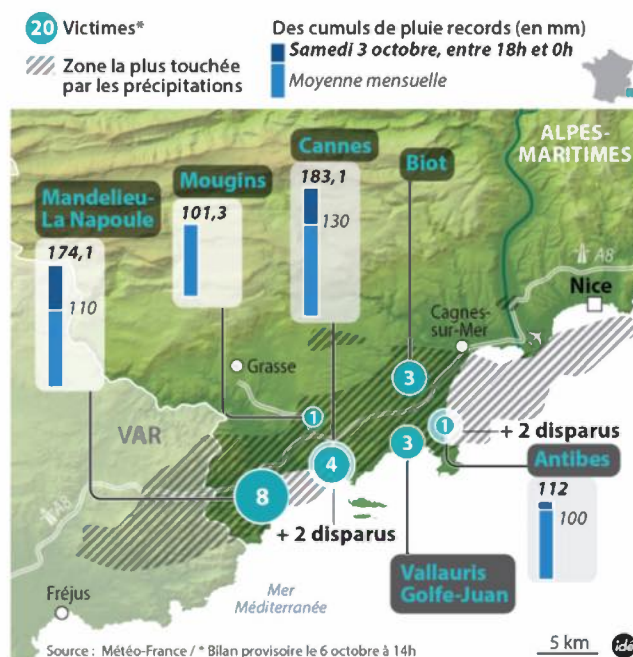 20 Victimes*
Zone la plus touchée
par les précipitations
Des cumuls de pluie records (en mm)
Samedi 3 octobre, entre 18h et 0h
Moyenne mensuelle
ALPES-
MARITIMES
Mandelieu-
La Napoule
174,1
110
Mougins
101,3
Cannes
183,1
130
Biot
A8
Nice
Cagnes-
sur-Mer
Grasse
3
1
VAR
1
+ 2 disparus
3
4
8
+ 2 disparus
Antibes
112
100
A8
Vallauris
Golfe-Juan
Fréjus
Mer
Méditerranée
Source : Météo-France / * Bilan provisoire le 6 octobre à 14h
5 km
idé